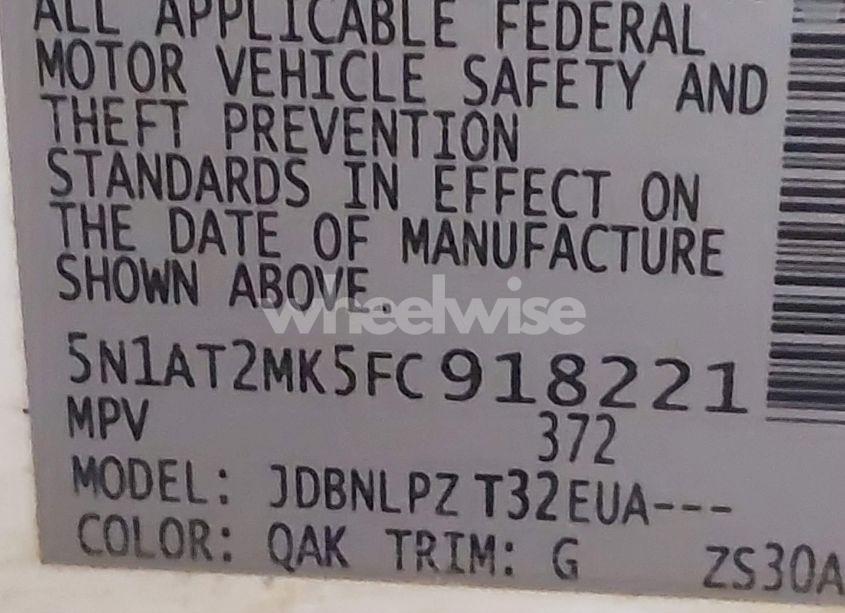 ALL APPLICABLE FEDERAL
MOTOR VEHICLE SAFETY AND
THEFT PREVENTION
STANDARDS IN EFFECT ON
THE DATE OF MANUFACTURE
SHOWN ABOVE.
wheelwise
5N1AT2MK5FC918221
MPV 372
MODEL: JDBNLPZ T32EUA---
COLOR: QAK TRIM: G ZS30A